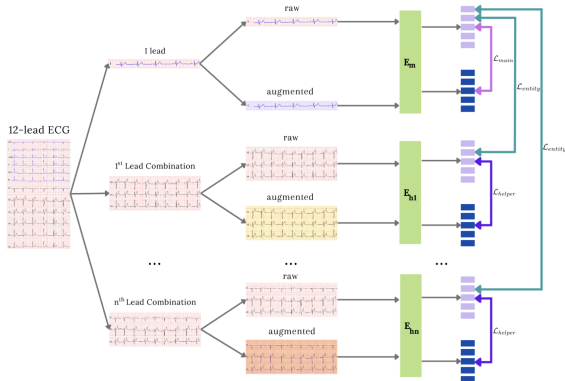 raw
I lead
E_m
ℒ_main
augmented
ℒ_entity
12-lead ECG
raw
1st Lead Combination
ℒ_entity
E_h1
ℒ_helper
augmented
...
...
...
raw
nth Lead Combination
E_hn
ℒ_helper
augmented